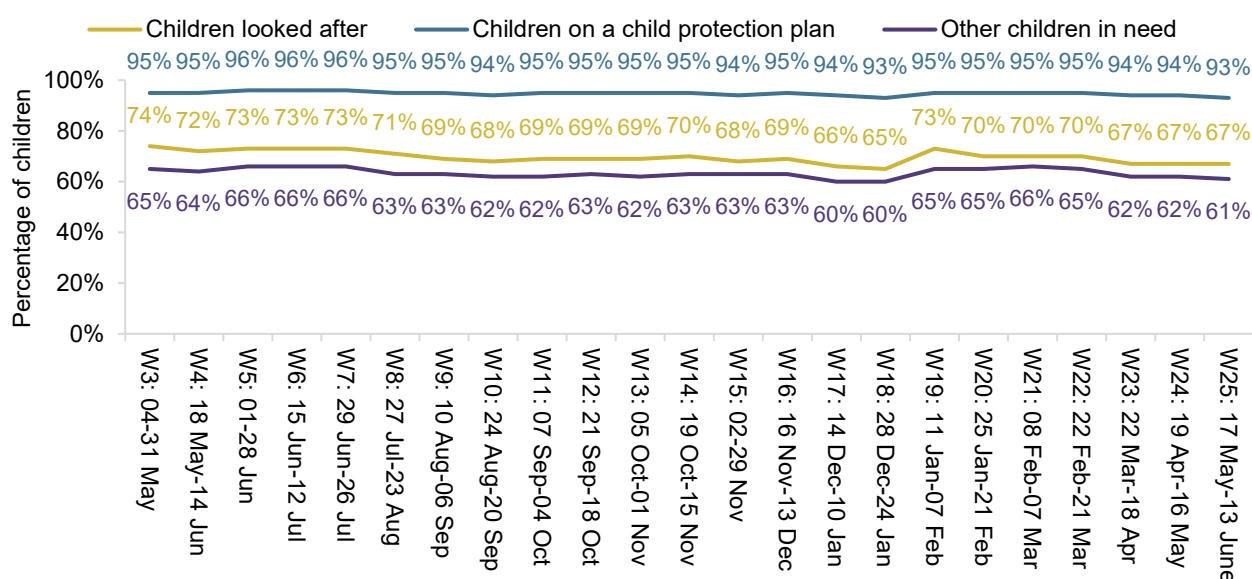 Children looked after Children on a child protection plan Other children in need
95% 95% 96% 96% 96% 95% 95% 94% 95% 95% 95% 95% 94% 95% 94% 93% 95% 95% 95% 95% 94% 94% 93%
74% 72% 73% 73% 73% 71% 69% 68% 69% 69% 69% 70% 68% 69% 66% 65% 73% 70% 70% 70% 67% 67% 67%
65% 64% 66% 66% 66% 63% 63% 62% 62% 63% 62% 63% 63% 63% 60% 60% 65% 65% 66% 65% 62% 62% 61%
Percentage of children
100%
80%
60%
40%
20%
0%
W3: 04-31 May
W4: 18 May-14 Jun
W5: 01-28 Jun
W6: 15 Jun-12 Jul
W7: 29 Jun-26 Jul
W8: 27 Jul-23 Aug
W9: 10 Aug-06 Sep
W10: 24 Aug-20 Sep
W11: 07 Sep-04 Oct
W12: 21 Sep-18 Oct
W13: 05 Oct-01 Nov
W14: 19 Oct-15 Nov
W15: 02-29 Nov
W16: 16 Nov-13 Dec
W17: 14 Dec-10 Jan
W18: 28 Dec-24 Jan
W19: 11 Jan-07 Feb
W20: 25 Jan-21 Feb
W21: 08 Feb-07 Mar
W22: 22 Feb-21 Mar
W23: 22 Mar-18 Apr
W24: 19 Apr-16 May
W25: 17 May-13 June